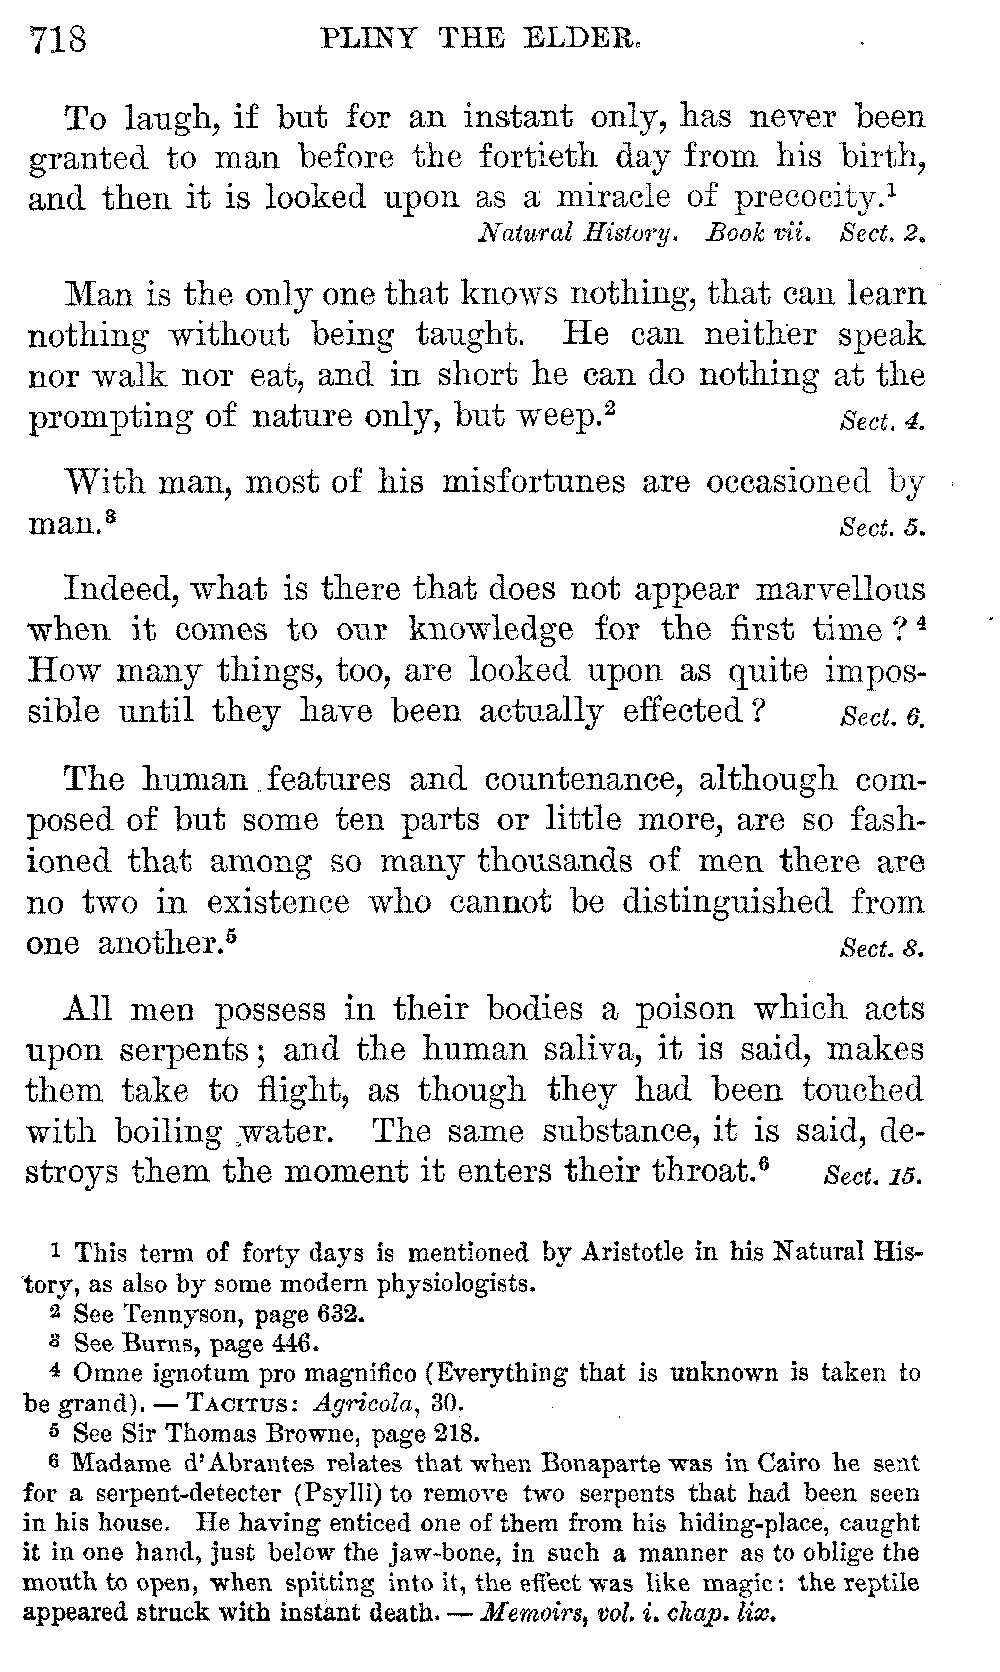 718 PLINY THE ELDER.
To laugh, if but for an instant only, has never been
granted to man before the fortieth day from his birth,
and then it is looked upon as a miracle of precocity.¹
Natural History. Book vii. Sect. 2.
Man is the only one that knows nothing, that can learn
nothing without being taught. He can neither speak
nor walk nor eat, and in short he can do nothing at the
prompting of nature only, but weep.² Sect. 4.
With man, most of his misfortunes are occasioned by
man.³ Sect. 5.
Indeed, what is there that does not appear marvellous
when it comes to our knowledge for the first time?⁴
How many things, too, are looked upon as quite impos-
sible until they have been actually effected? Sect. 6.
The human features and countenance, although com-
posed of but some ten parts or little more, are so fash-
ioned that among so many thousands of men there are
no two in existence who cannot be distinguished from
one another.⁵ Sect. 8.
All men possess in their bodies a poison which acts
upon serpents; and the human saliva, it is said, makes
them take to flight, as though they had been touched
with boiling water. The same substance, it is said, de-
stroys them the moment it enters their throat.⁶ Sect. 15.
1 This term of forty days is mentioned by Aristotle in his Natural His-
tory, as also by some modern physiologists.
2 See Tennyson, page 632.
3 See Burns, page 446.
4 Omne ignotum pro magnifico (Everything that is unknown is taken to
be grand). — TACITUS: Agricola, 30.
5 See Sir Thomas Browne, page 218.
6 Madame d'Abrantes relates that when Bonaparte was in Cairo he sent
for a serpent-detecter (Psylli) to remove two serpents that had been seen
in his house. He having enticed one of them from his hiding-place, caught
it in one hand, just below the jaw-bone, in such a manner as to oblige the
mouth to open, when spitting into it, the effect was like magic: the reptile
appeared struck with instant death. — Memoirs, vol. i. chap. lix.